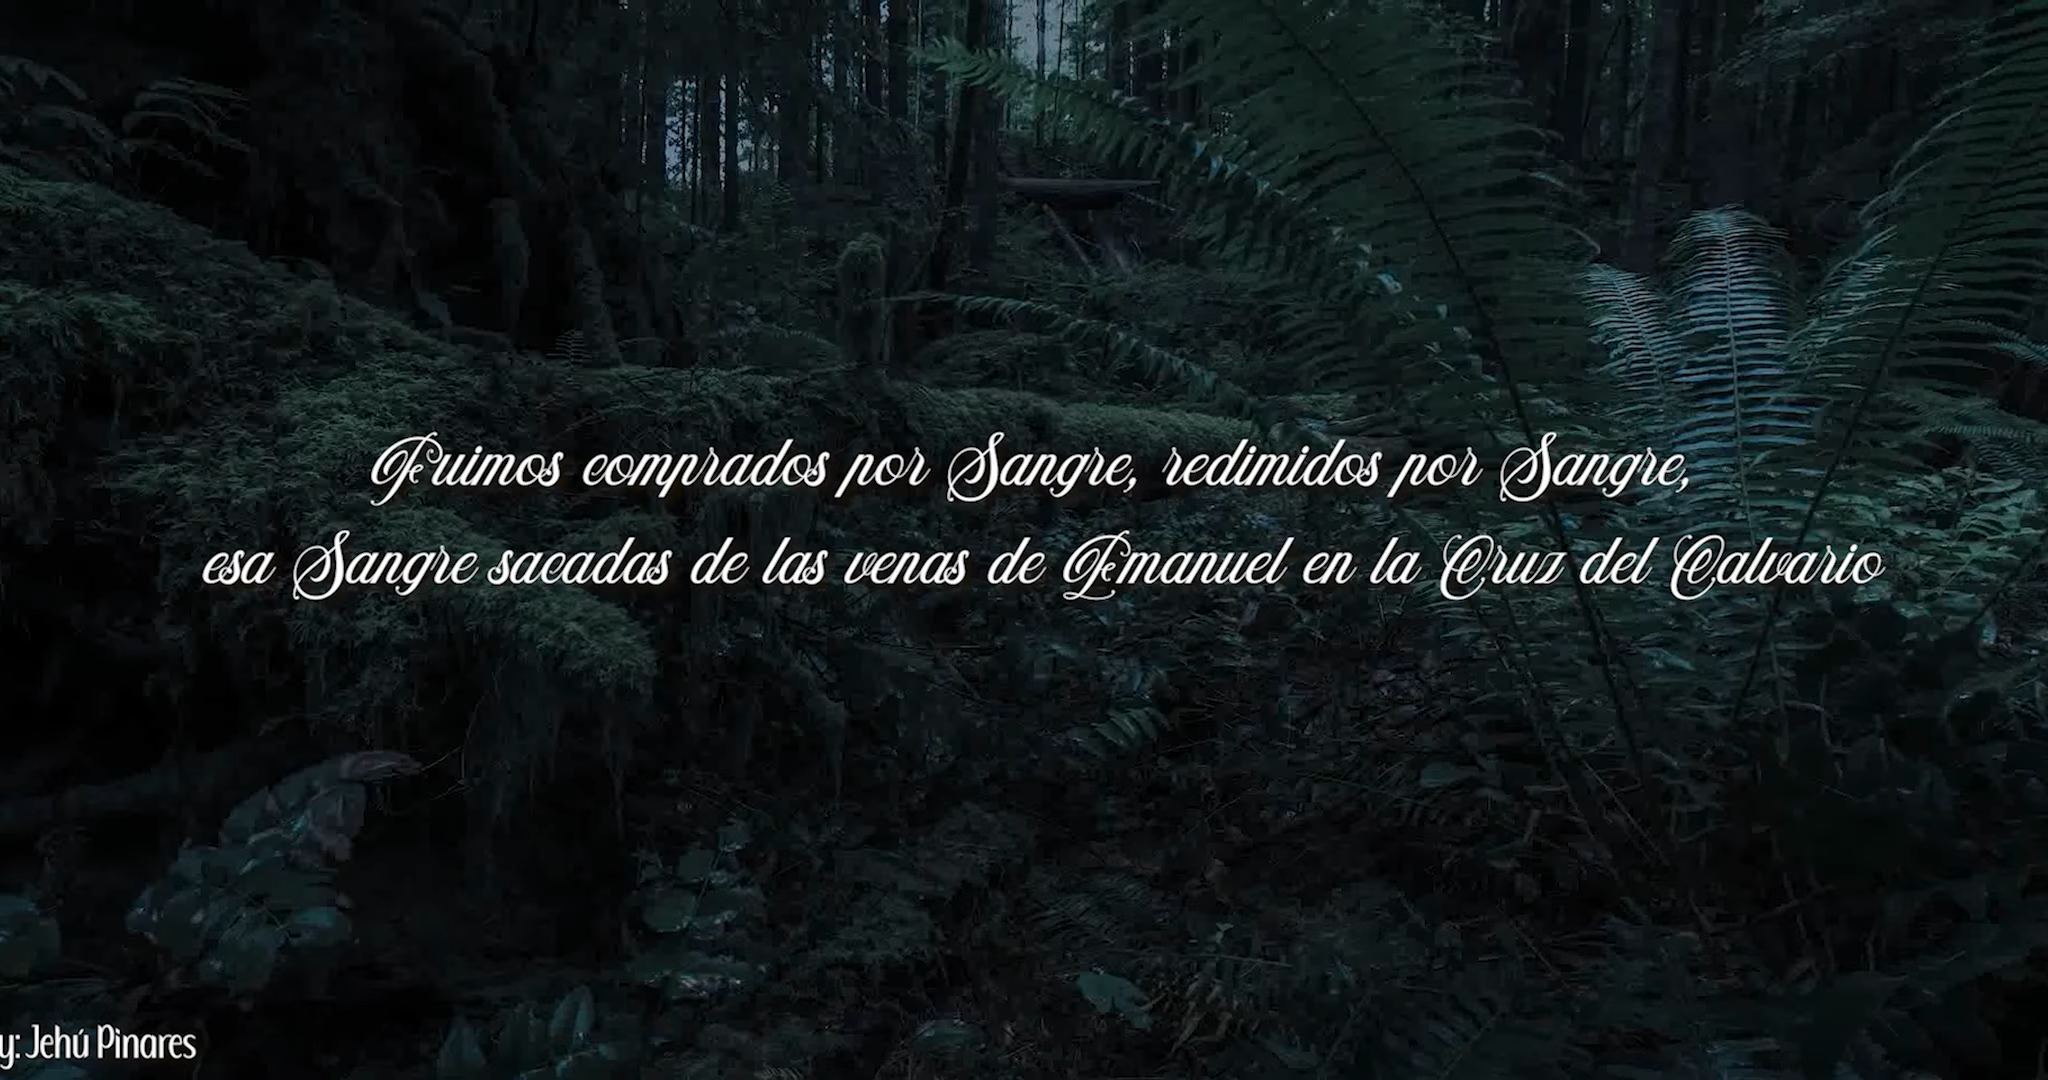 Fuimos comprados por Sangre, redimidos por Sangre,
esa Sangre sacadas de las venas de Emanuel en la Cruz del Calvario
y: Jehú Pinares